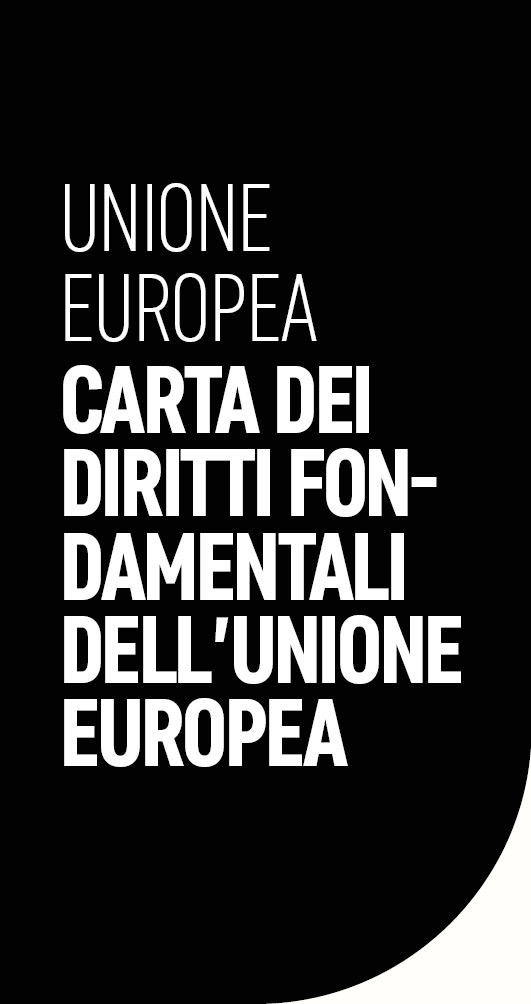 UNIONE
EUROPEA
CARTA DEI
DIRITTI FON-
DAMENTALI
DELL'UNIONE
EUROPEA